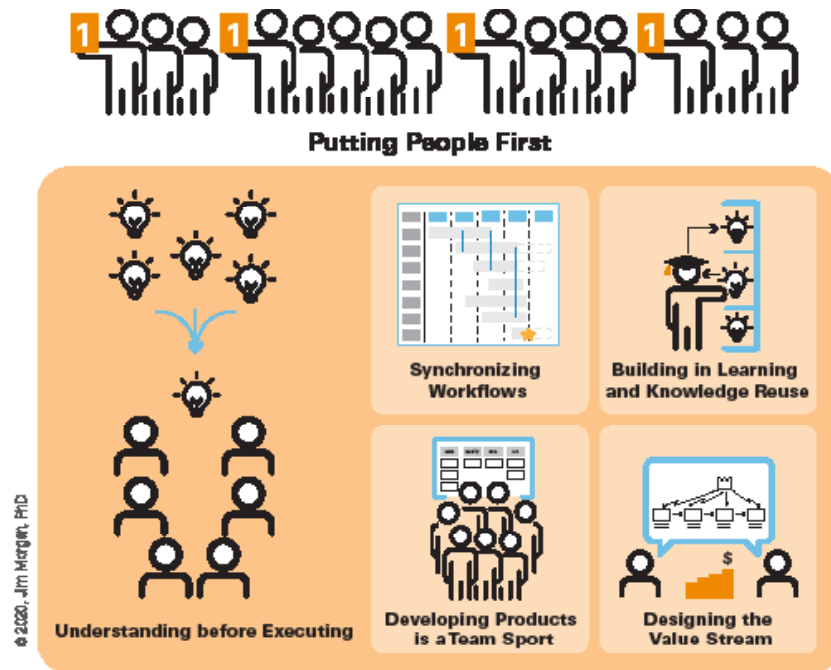 1 1 1 1
Putting People First
Synchronizing
Workflows
Building in Learning
and Knowledge Reuse
Understanding before Executing
Developing Products
is a Team Sport
$
Designing the
Value Stream
© 2020, Jim Morgan, PhD